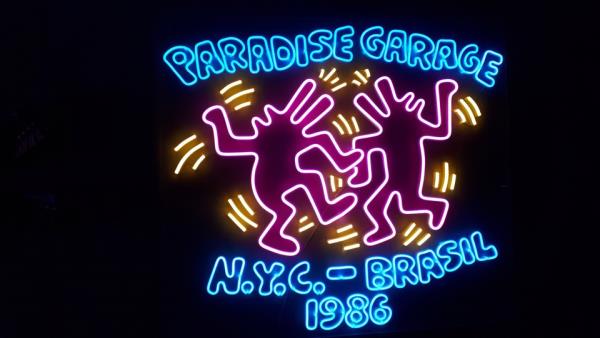 PARADISE GARAGE
N.Y.C. - BRASIL
1986